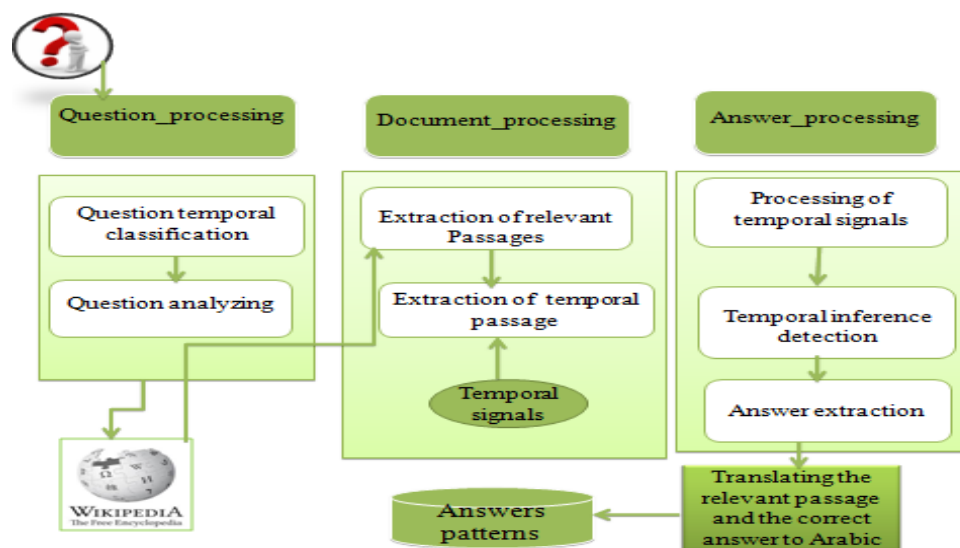 Question_processing
Document_processing
Answer_processing
Question temporal
classification
Question analyzing
Extraction of relevant
Passages
Extraction of temporal
passage
Temporal
signals
Processing of
temporal signals
Temporal inference
detection
Answer extraction
Ω
W
WIKIPEDIA
The Free Encyclopedia
Answers
patterns
Translating the
relevant passage
and the correct
answer to Arabic